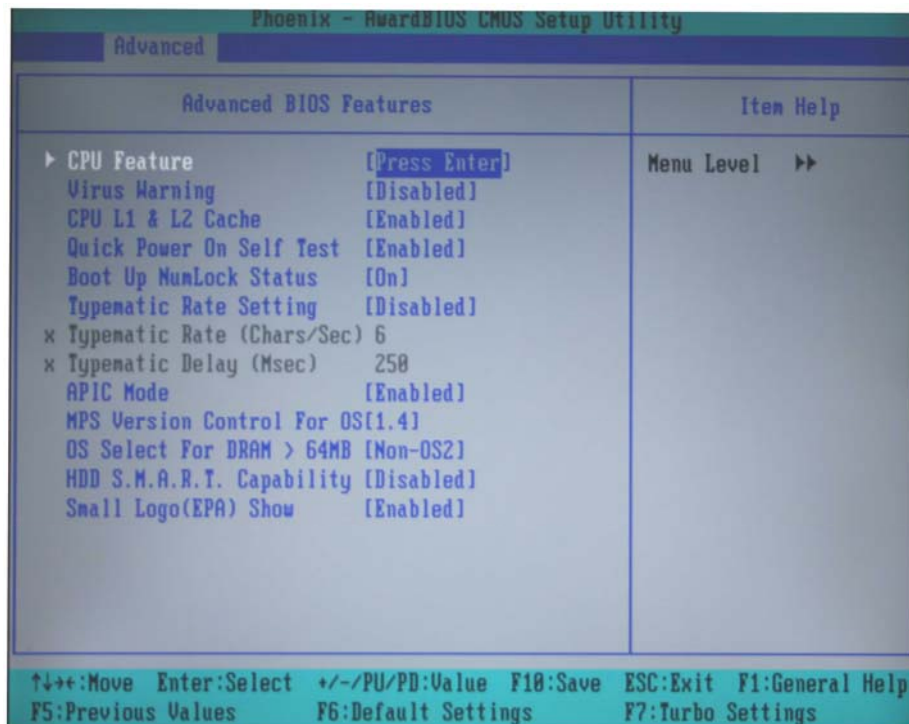 Phoenix - AwardBIOS CMOS Setup Utility
Advanced
Advanced BIOS Features
Item Help
▶ CPU Feature [Press Enter]
Menu Level ▶▶
Virus Warning [Disabled]
CPU L1 & L2 Cache [Enabled]
Quick Power On Self Test [Enabled]
Boot Up NumLock Status [On]
Typematic Rate Setting [Disabled]
x Typematic Rate (Chars/Sec) 6
x Typematic Delay (Msec) 250
APIC Mode [Enabled]
MPS Version Control For OS[1.4]
OS Select For DRAM > 64MB [Non-OS2]
HDD S.M.A.R.T. Capability [Disabled]
Small Logo(EPA) Show [Enabled]
↑↓→←:Move Enter:Select +/-/PU/PD:Value F10:Save ESC:Exit F1:General Help
F5:Previous Values F6:Default Settings F7:Turbo Settings